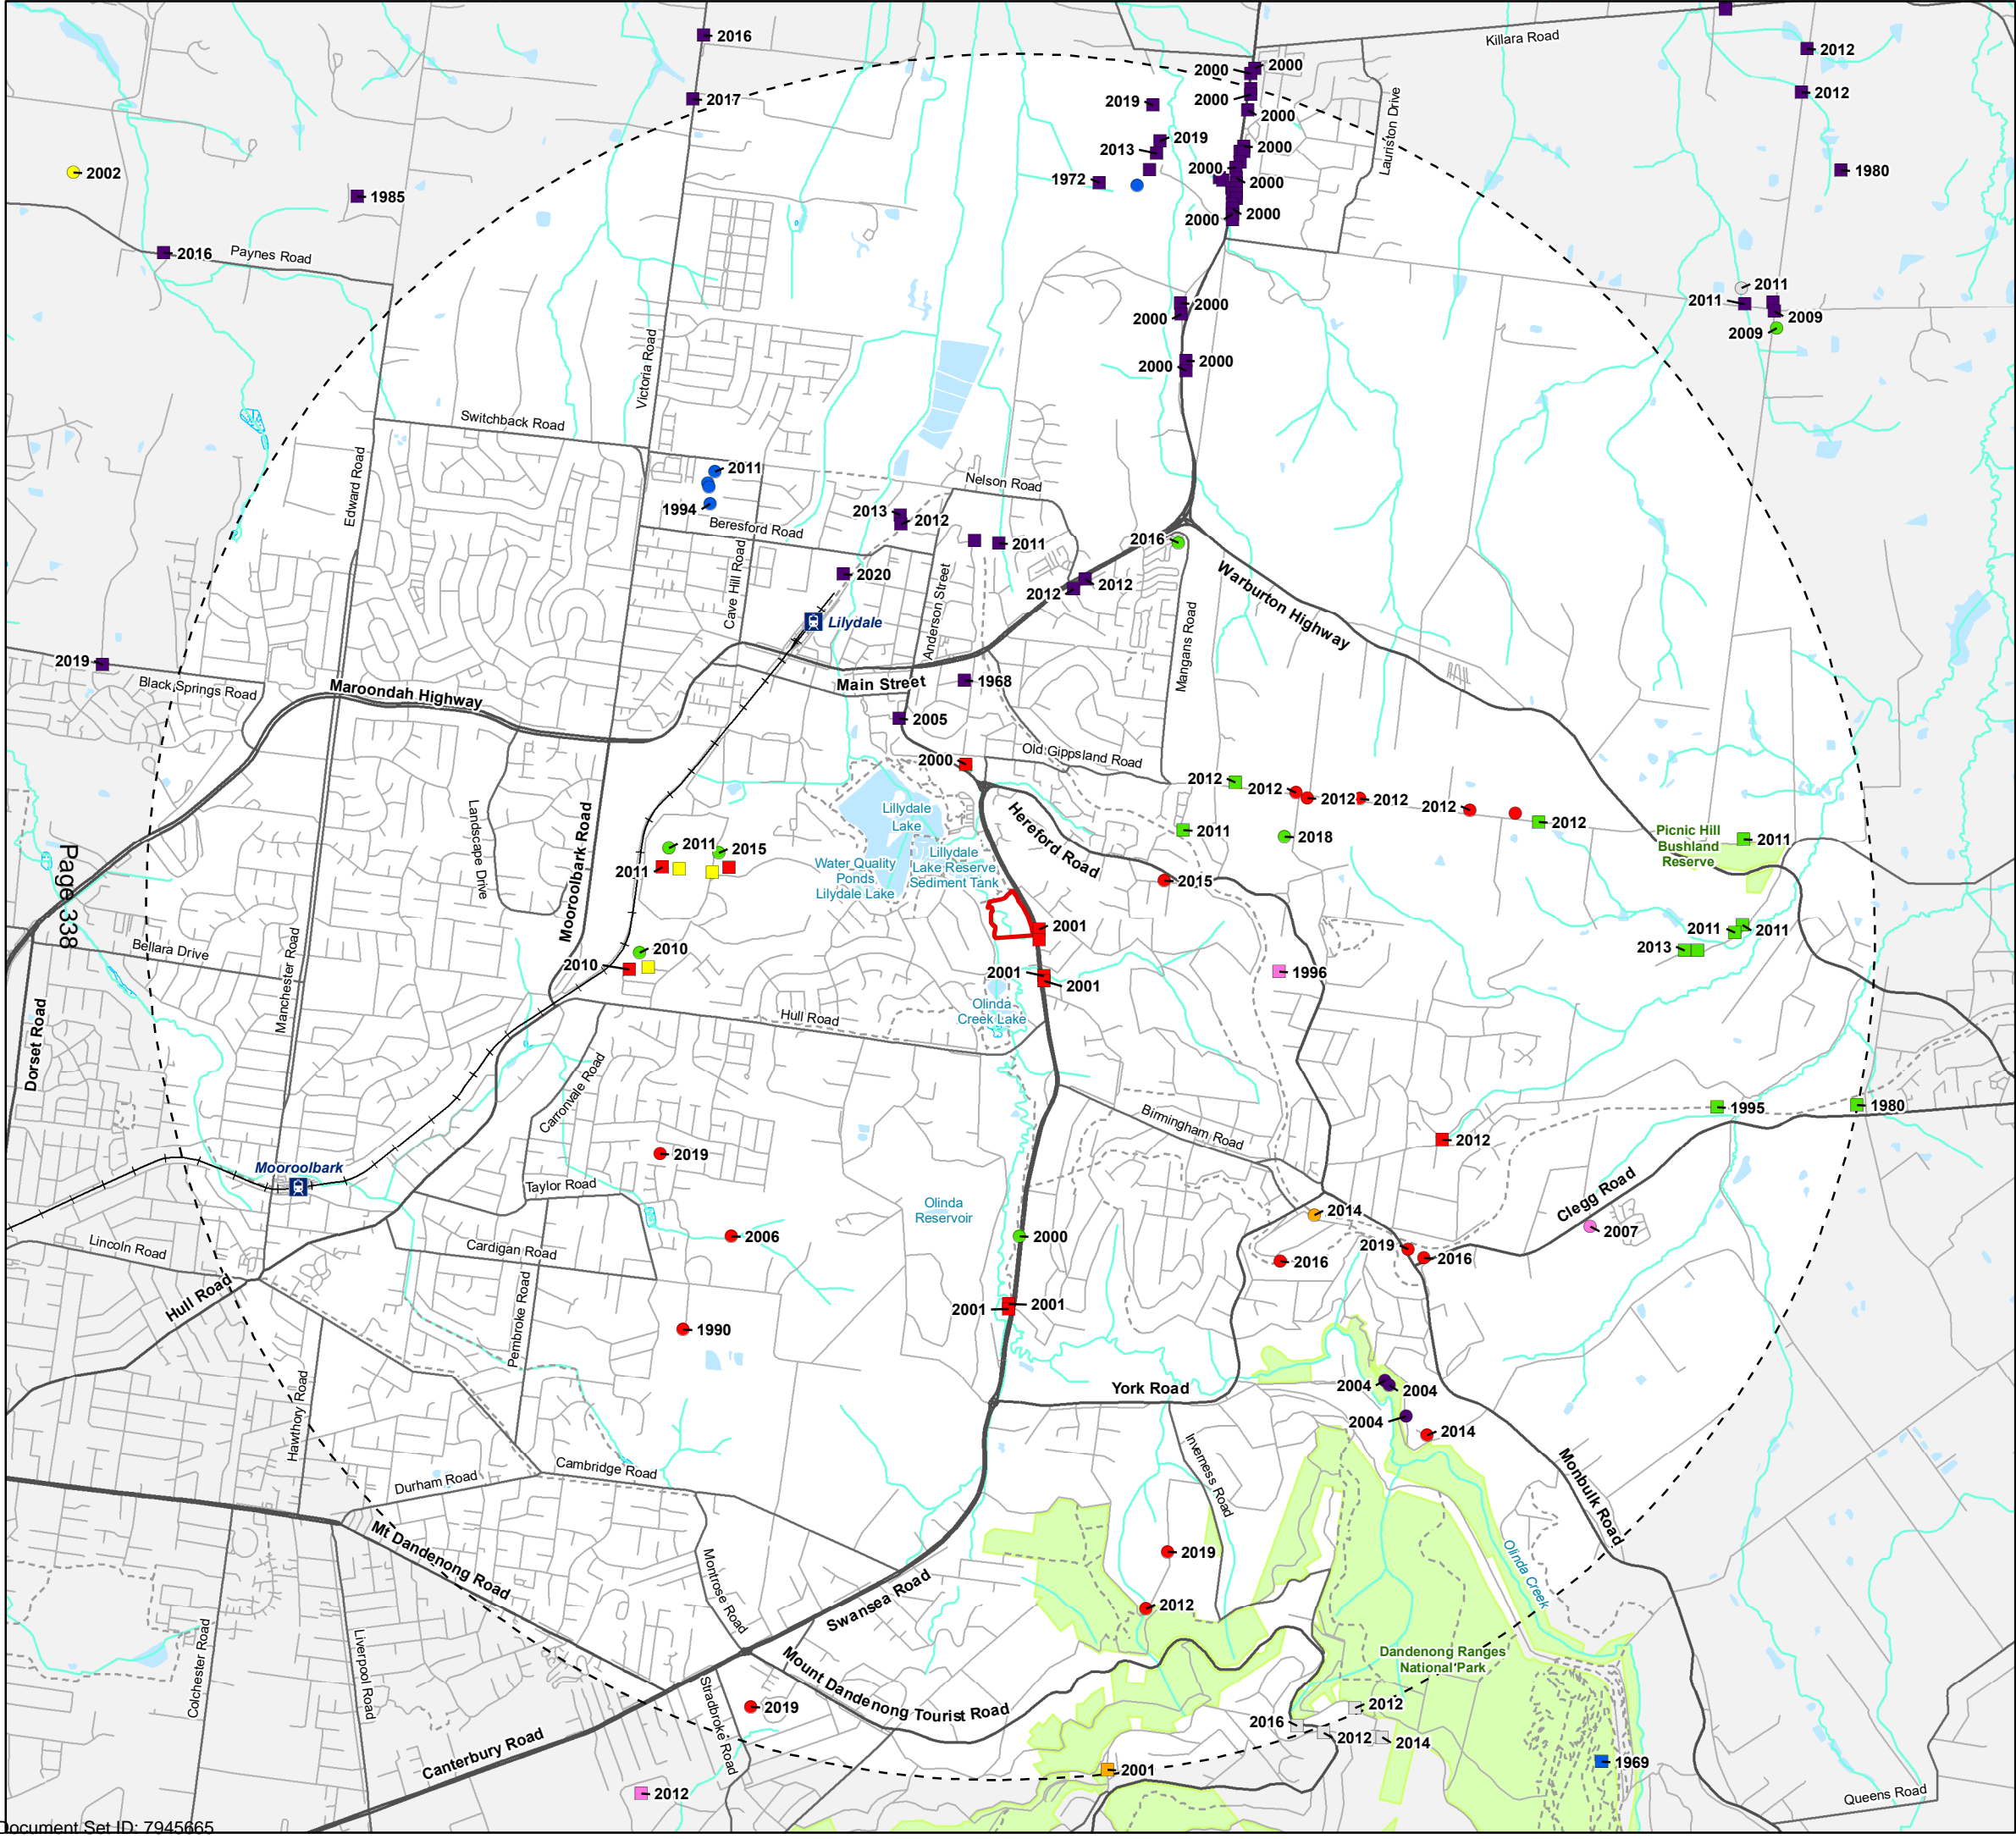 2016
Killara Road
2012
2000
2000
2017
2019
2000
2012
2000
Lauriston Drive
2019
2013
2000
2002
2000
1980
1972
2000
1985
2000
2000
2016
Paynes Road
2011
2011
2000
2009
2000
2009
Victoria Road
2000
2000
Switchback Road
2011
Edward Road
Nelson Road
1994
2013
2012
Beresford Road
2016
2011
2020
2012
2012
Cave Hill Road
Anderson Street
Warburton Highway
Lilydale
Mangans Road
2019
Black Springs Road
Maroondah Highway
Main Street
1968
2005
Old Gippsland Road
2000
2012
2012
2012
2012
2012
2012
Lillydale
Lake
Hereford Road
2011
2018
Picnic Hill
Bushland
Reserve
2011
Landscape Drive
Mooroolbark Road
2011
2015
2011
Water Quality
Ponds
Lilydale Lake
Lillydale
Lake Reserve
Sediment Tank
2015
Page 338
2001
2011
2011
2013
Bellara Drive
2010
2010
2001
2001
1996
Manchester Road
Dorset Road
Olinda
Creek Lake
Hull Road
Carronvale Road
Birmingham Road
1995
1980
2012
2019
Mooroolbark
Taylor Road
Clegg Road
Olinda
Reservoir
2014
2007
2006
2000
2019
2016
2016
Lincoln Road
Cardigan Road
Hull Road
Pembroke Road
2001
2001
1990
York Road
2004
2004
2004
2014
Hawthory Road
Inverness Road
Monbulk Road
Cambridge Road
Durham Road
Mt Dandenong Road
Montrose Road
2019
Olinda Creek
Swansea Road
2012
Colchester Road
Liverpool Road
Dandenong Ranges
National Park
Mount Dandenong Tourist Road
Stradbroke Road
2019
2012
2016
2012
2014
Canterbury Road
2001
1969
2012
Queens Road
Document Set ID: 7945665